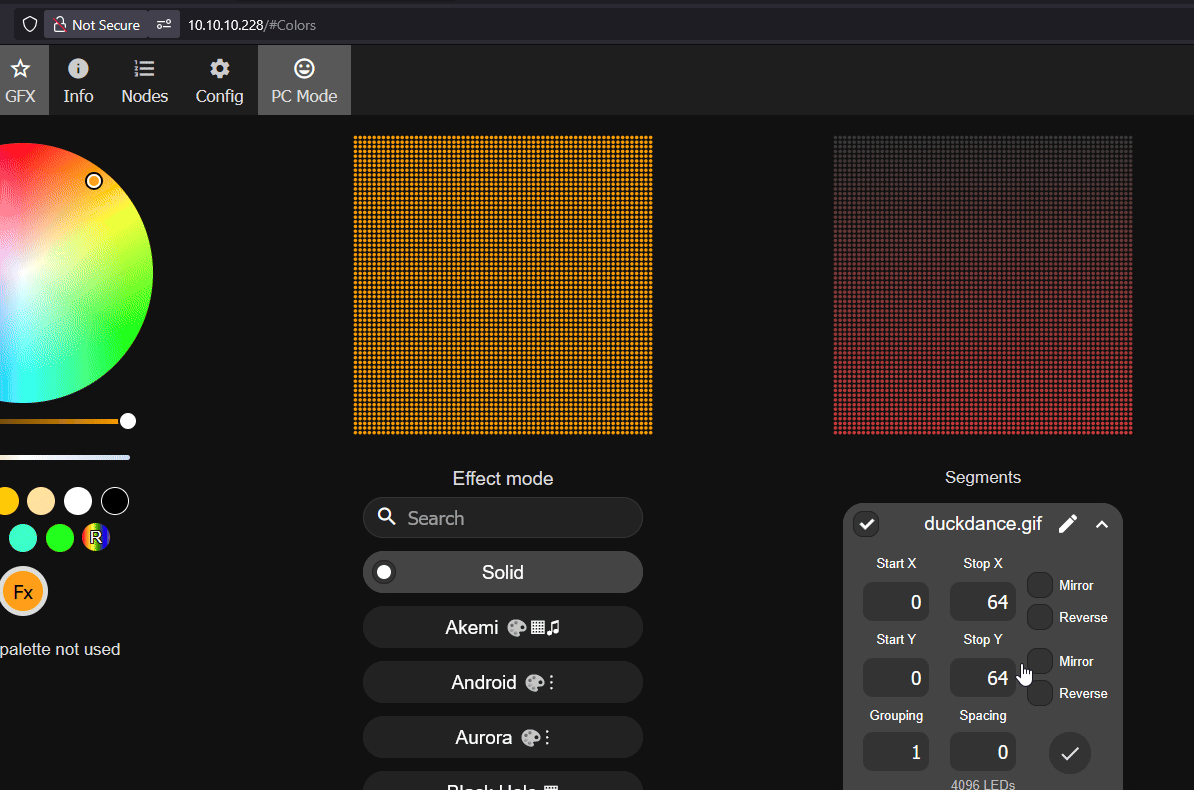 Not Secure 10.10.10.228/#Colors
GFX Info Nodes Config PC Mode
R
Fx
palette not used
Effect mode
Search
Solid
Akemi
Android
Aurora
Black Hole
Segments
duckdance.gif
Start X Stop X
0 64
Mirror
Reverse
Start Y Stop Y
0 64
Mirror
Reverse
Grouping Spacing
1 0
4096 LEDs